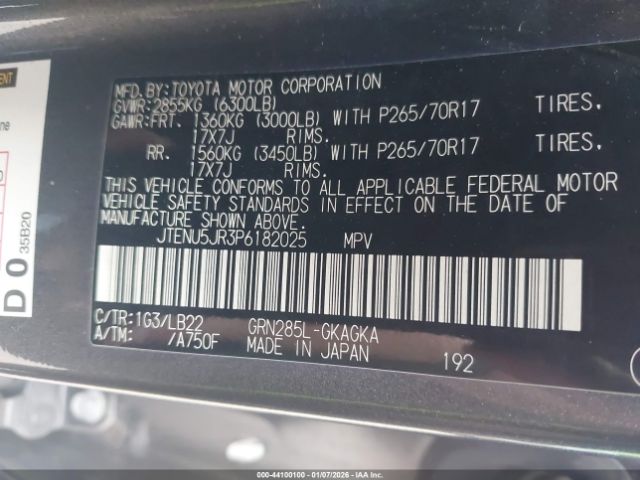 MFD.BY:TOYOTA MOTOR CORPORATION
GVWR:2855KG (6300LB)
GAWR:FRT. 1360KG (3000LB) WITH P265/70R17 TIRES,
17X7J RIMS.
RR. 1560KG (3450LB) WITH P265/70R17 TIRES,
17X7J RIMS.
THIS VEHICLE CONFORMS TO ALL APPLICABLE FEDERAL MOTOR
VEHICLE SAFETY STANDARDS IN EFFECT ON THE DATE OF
MANUFACTURE SHOWN ABOVE.
JTENU5JR3P6182025 MPV
C/TR:1G3/LB22 GRN285L-GKAGKA
A/TM: /A750F MADE IN JAPAN 192
D 0 35B20
000-44100100 - 01/07/2026 - IAA, Inc.